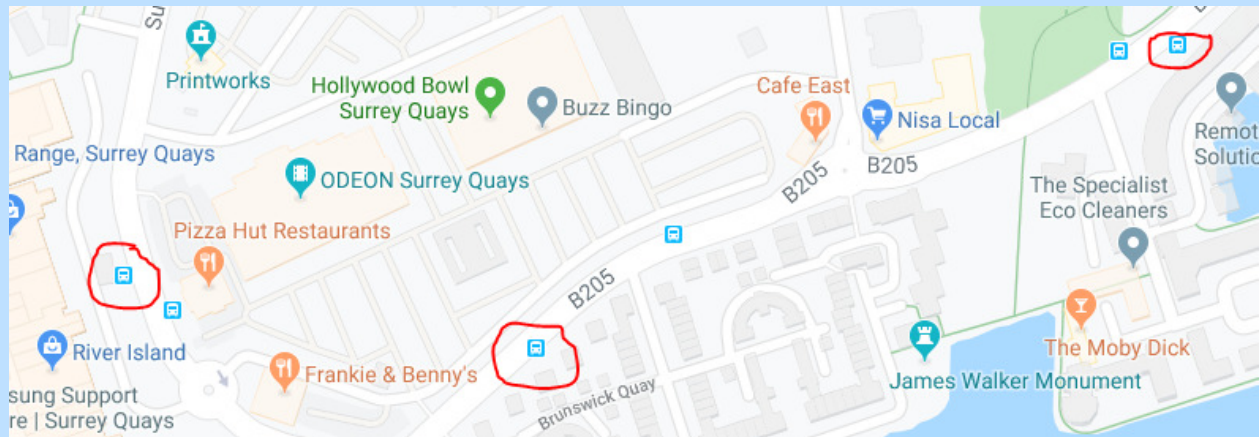 Su
Printworks
Hollywood Bowl
Surrey Quays
Buzz Bingo
Cafe East
Nisa Local
Remot
Solutio
Range, Surrey Quays
ODEON Surrey Quays
B205
B205
The Specialist
Eco Cleaners
Pizza Hut Restaurants
B205
River Island
Frankie & Benny's
The Moby Dick
James Walker Monument
Brunswick Quay
sung Support
re | Surrey Quays